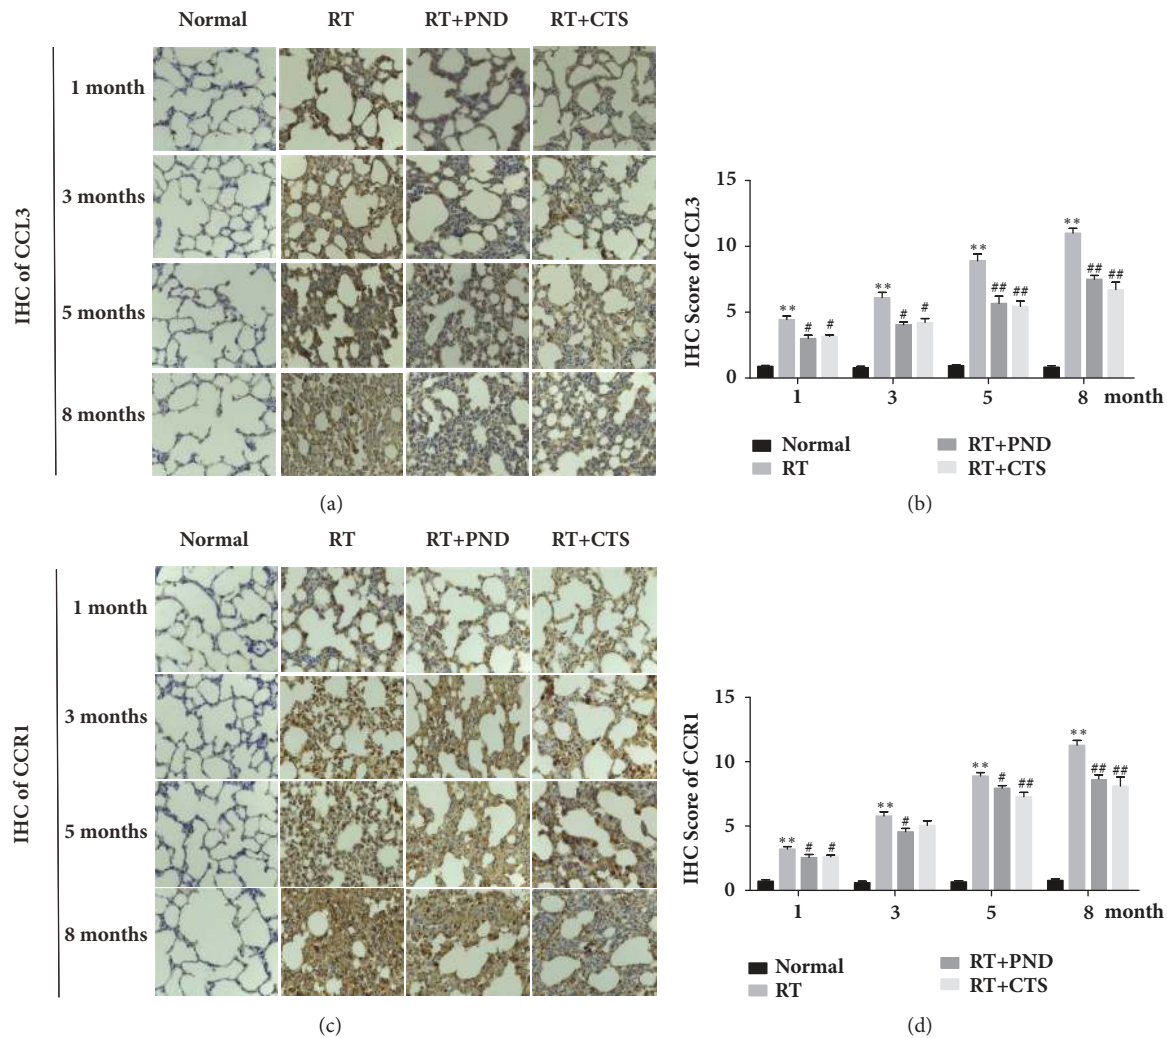 Normal RT RT+PND RT+CTS
IHC of CCL3
1 month
3 months
5 months
8 months
(a)
IHC Score of CCL3
15
10
5
0
** # #
** # #
** ## ##
** ## ##
1 3 5 8 month
Normal RT+PND
RT RT+CTS
(b)
Normal RT RT+PND RT+CTS
IHC of CCR1
1 month
3 months
5 months
8 months
(c)
IHC Score of CCR1
15
10
5
0
** # #
** #
** # ##
** ## ##
1 3 5 8 month
Normal RT+PND
RT RT+CTS
(d)